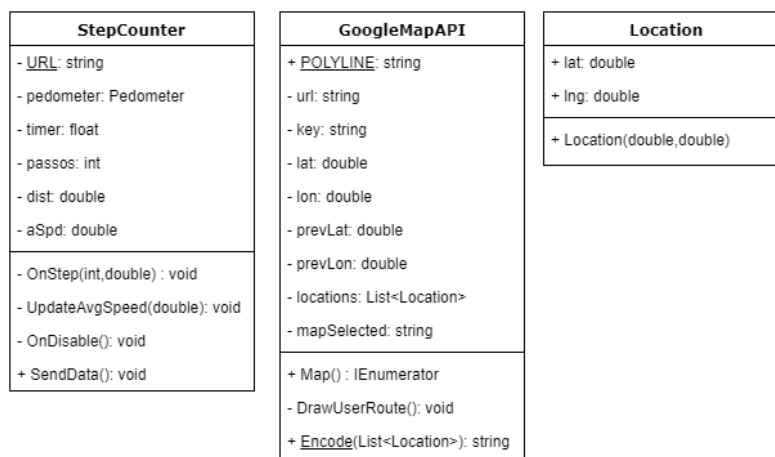 StepCounter
- URL: string
- pedometer: Pedometer
- timer: float
- passos: int
- dist: double
- aSpd: double
- OnStep(int,double) : void
- UpdateAvgSpeed(double): void
- OnDisable(): void
+ SendData(): void
GoogleMapAPI
+ POLYLINE: string
- url: string
- key: string
- lat: double
- lon: double
- prevLat: double
- prevLon: double
- locations: List<Location>
- mapSelected: string
+ Map() : IEnumerator
- DrawUserRoute(): void
+ Encode(List<Location>): string
Location
+ lat: double
+ lng: double
+ Location(double,double)